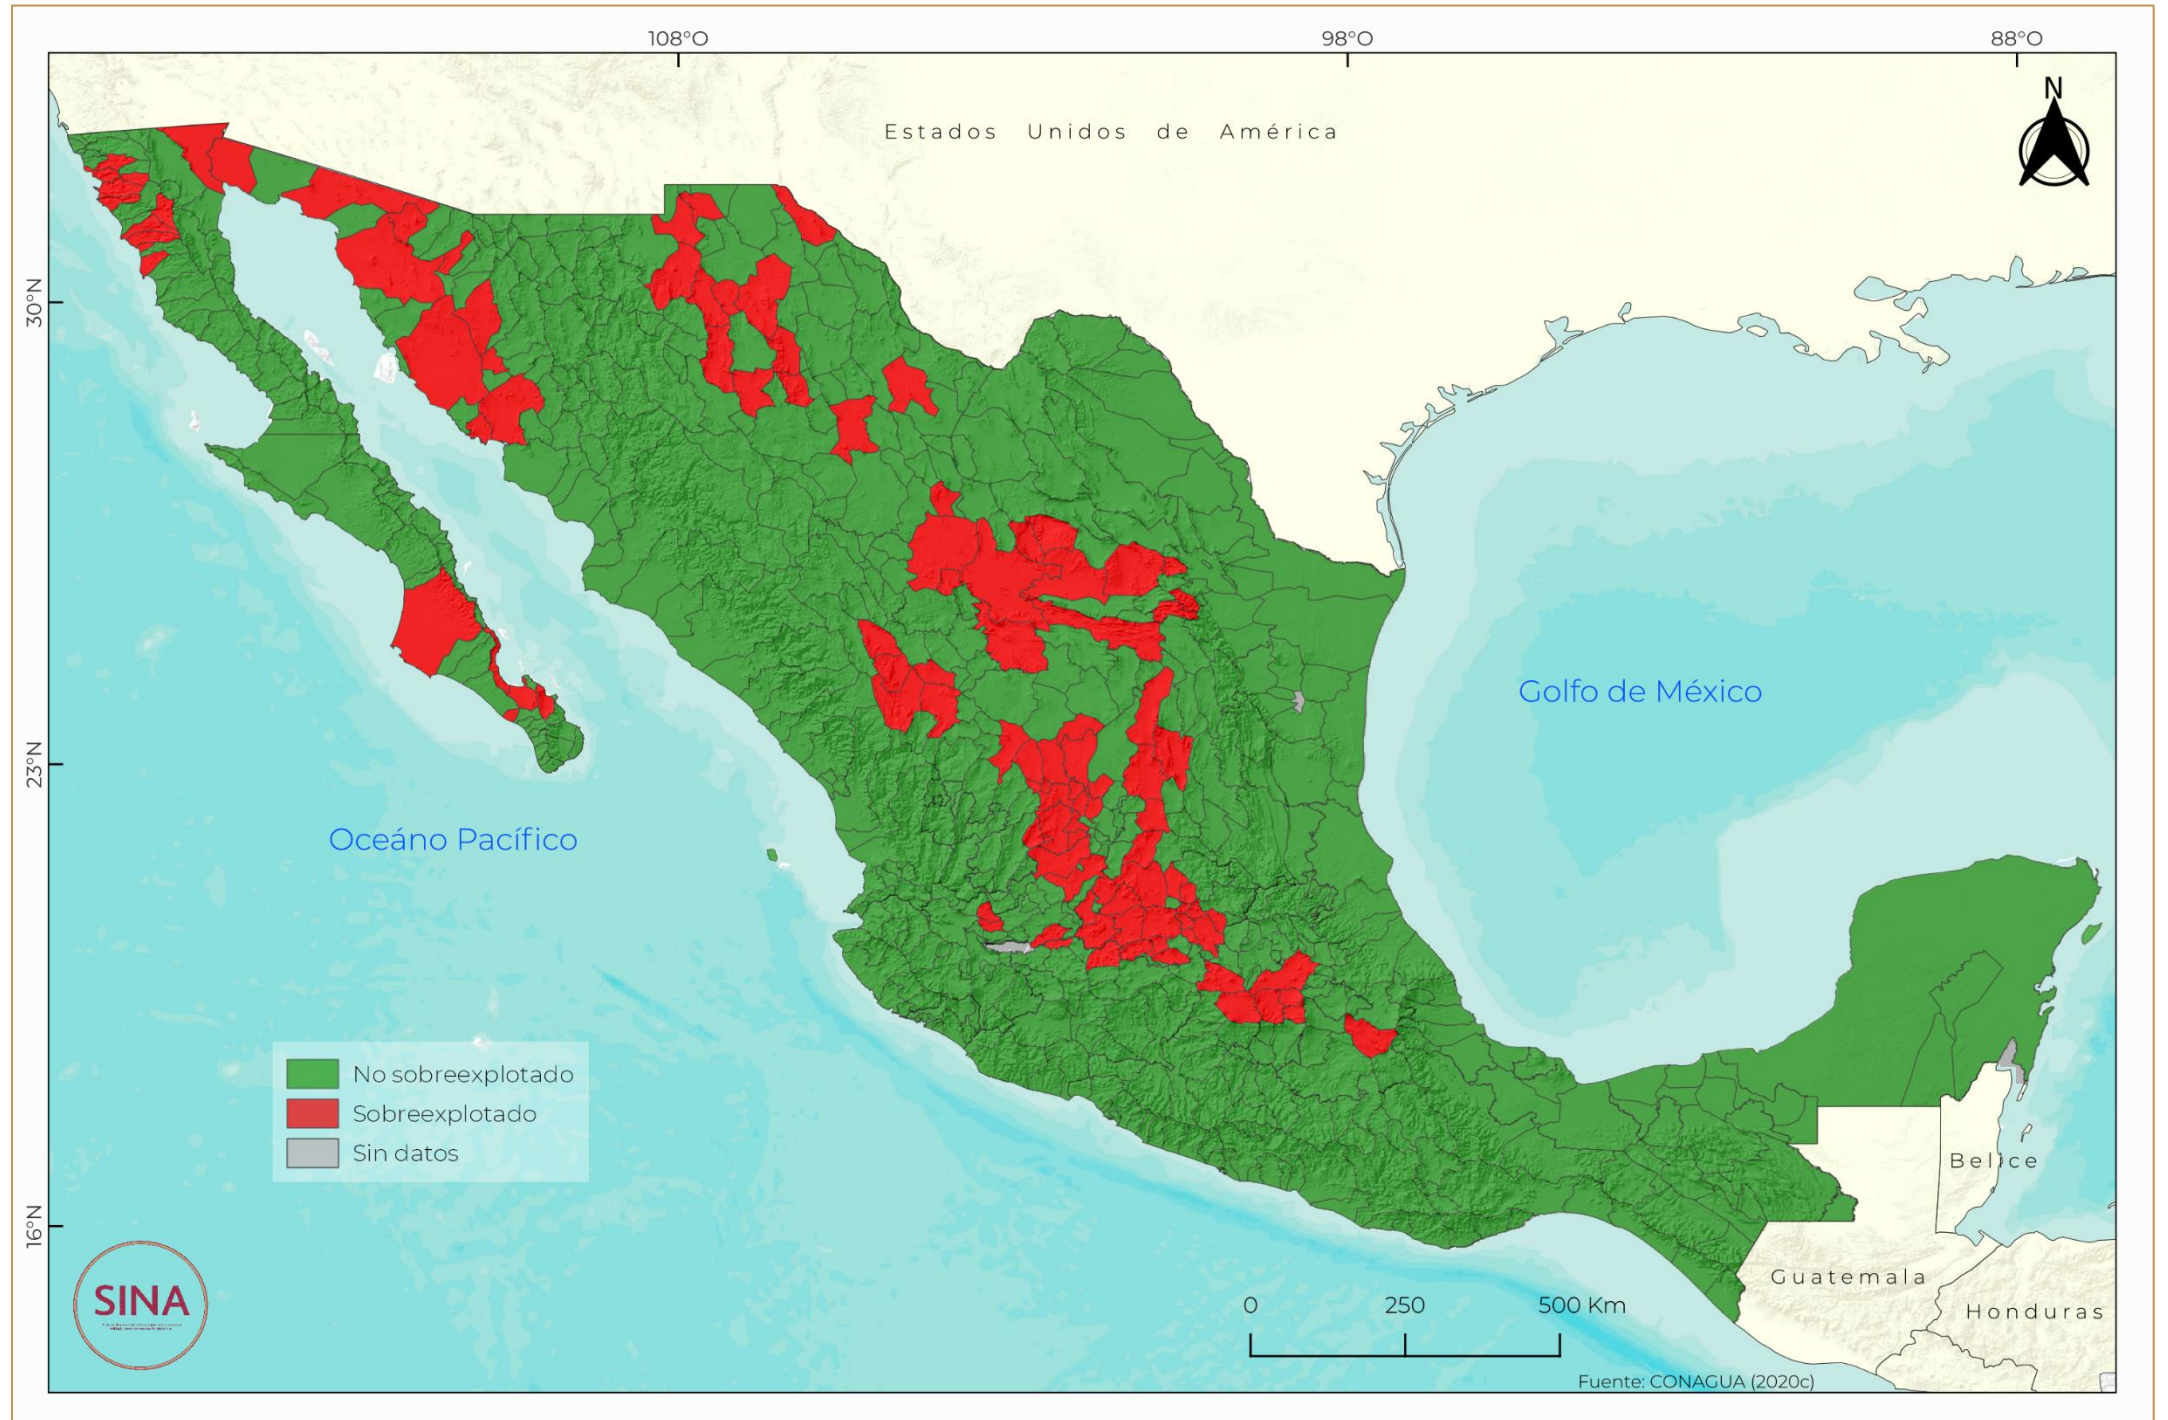 108°O
98°O
88°O
N
Estados Unidos de América
30°N
23°N
16°N
Golfo de México
Oceáno Pacífico
No sobreexplotado
Sobreexplotado
Sin datos
Belice
Guatemala
Honduras
SINA
0 250 500 Km
Fuente: CONAGUA (2020c)